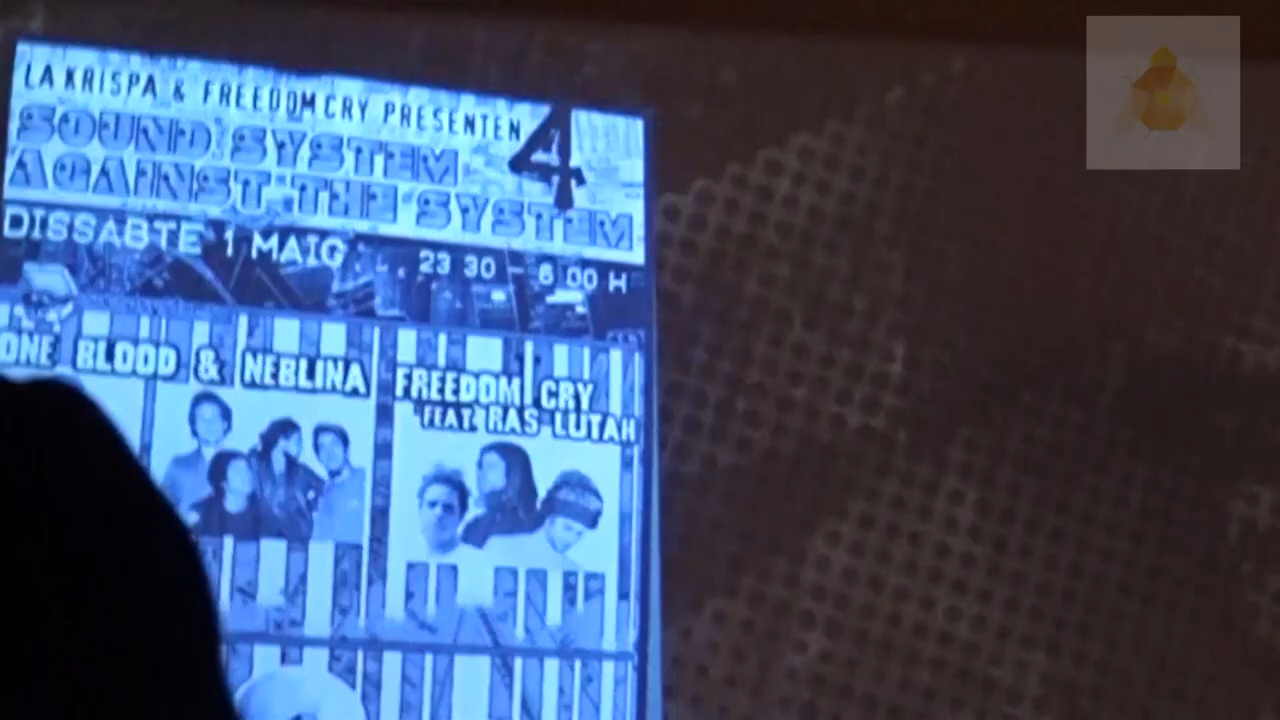 LA KRISPA & FREEDOM CRY PRESENTEN
SOUND SYSTEM 4
AGAINST THE SYSTEM
DISSABTE 1 MAIG 23 30 - 6 00 H
ONE BLOOD & NEBLINA
FREEDOM CRY
FEAT. RAS LUTAH